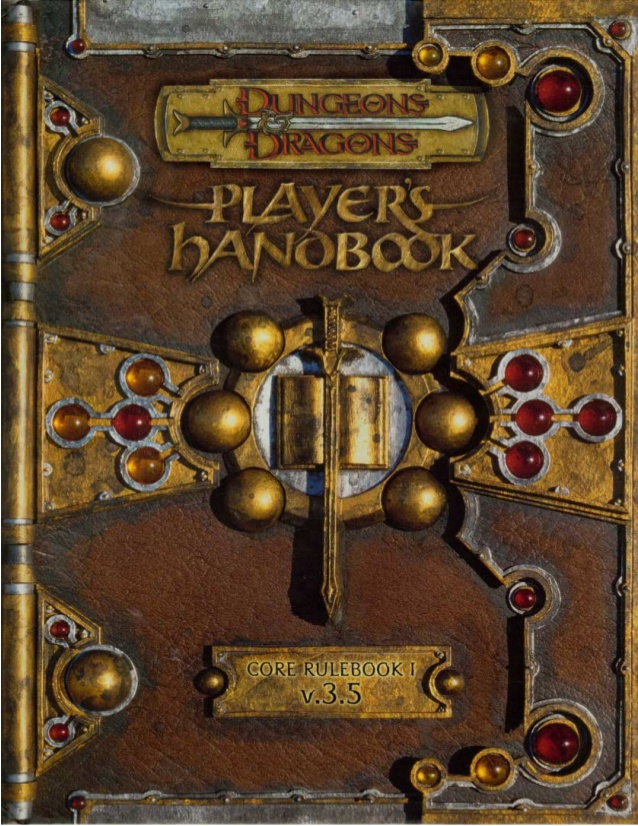 DUNGEONS
&
DRAGONS
PLAYER'S
HANDBOOK
CORE RULEBOOK I
v.3.5